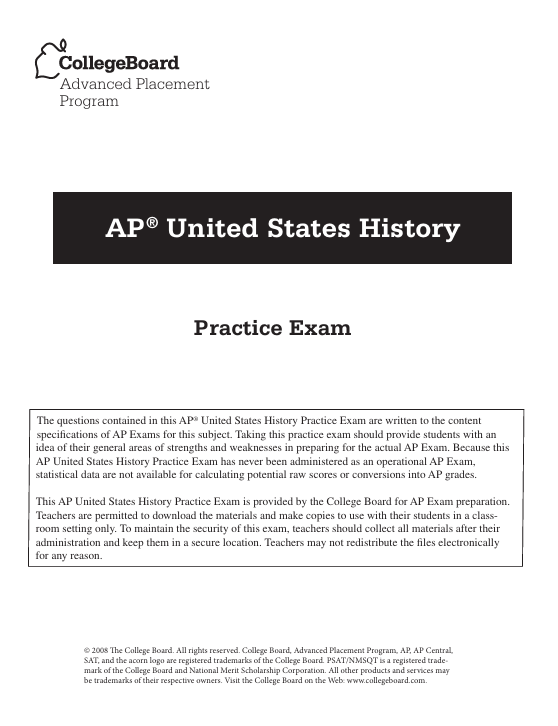 CollegeBoard
Advanced Placement
Program
AP® United States History
Practice Exam
The questions contained in this AP® United States History Practice Exam are written to the content
specifications of AP Exams for this subject. Taking this practice exam should provide students with an
idea of their general areas of strengths and weaknesses in preparing for the actual AP Exam. Because this
AP United States History Practice Exam has never been administered as an operational AP Exam,
statistical data are not available for calculating potential raw scores or conversions into AP grades.
This AP United States History Practice Exam is provided by the College Board for AP Exam preparation.
Teachers are permitted to download the materials and make copies to use with their students in a class-
room setting only. To maintain the security of this exam, teachers should collect all materials after their
administration and keep them in a secure location. Teachers may not redistribute the files electronically
for any reason.
© 2008 The College Board. All rights reserved. College Board, Advanced Placement Program, AP, AP Central,
SAT, and the acorn logo are registered trademarks of the College Board. PSAT/NMSQT is a registered trade-
mark of the College Board and National Merit Scholarship Corporation. All other products and services may
be trademarks of their respective owners. Visit the College Board on the Web: www.collegeboard.com.